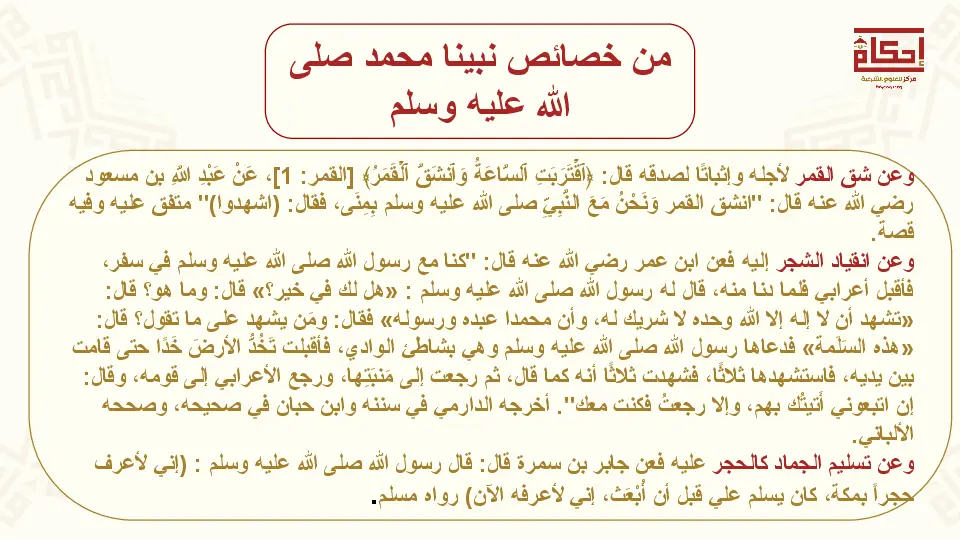 إحكام
مركز للعلوم الشرعية
من خصائص نبينا محمد صلى
الله عليه وسلم
وعن شق القمر لأجله وإثباتًا لصدقه قال: ﴿ٱقْتَرَبَتِ ٱلسَّاعَةُ وَٱنشَقَّ ٱلْقَمَرُ﴾ [القمر: 1]، عَنْ عَبْدِ اللَّهِ بن مسعود
رضي الله عنه قال: "انشق القمر وَنَحْنُ مَعَ النَّبِيِّ صلى الله عليه وسلم بِمِنَى، فقال: (اشهدوا)" متفق عليه وفيه
قصة.
وعن انقياد الشجر إليه فعن ابن عمر رضي الله عنه قال: "كنا مع رسول الله صلى الله عليه وسلم في سفر،
فأقبل أعرابي فلما دنا منه، قال له رسول الله صلى الله عليه وسلم : «هل لك في خير؟» قال: وما هو؟ قال:
«تشهد أن لا إله إلا الله وحده لا شريك له، وأن محمدا عبده ورسوله» فقال: ومَن يشهد على ما تقول؟ قال:
«هذه السَلَمة» فدعاها رسول الله صلى الله عليه وسلم وهي بشاطئ الوادي، فأقبلت تَخُدُّ الأرضَ خَدًا حتى قامت
بين يديه، فاستشهدها ثلاثًا، فشهدت ثلاثًا أنه كما قال، ثم رجعت إلى مَنبَتِها، ورجع الأعرابي إلى قومه، وقال:
إن اتبعوني أَتيتُك بهم، وإلا رجعتُ فكنت معك". أخرجه الدارمي في سننه وابن حبان في صحيحه، وصححه
الألباني.
وعن تسليم الجماد كالحجر عليه فعن جابر بن سمرة قال: قال رسول الله صلى الله عليه وسلم : (إني لأعرف
حجراً بمكة، كان يسلم علي قبل أن أُبْعَثَ، إني لأعرفه الآن) رواه مسلم.